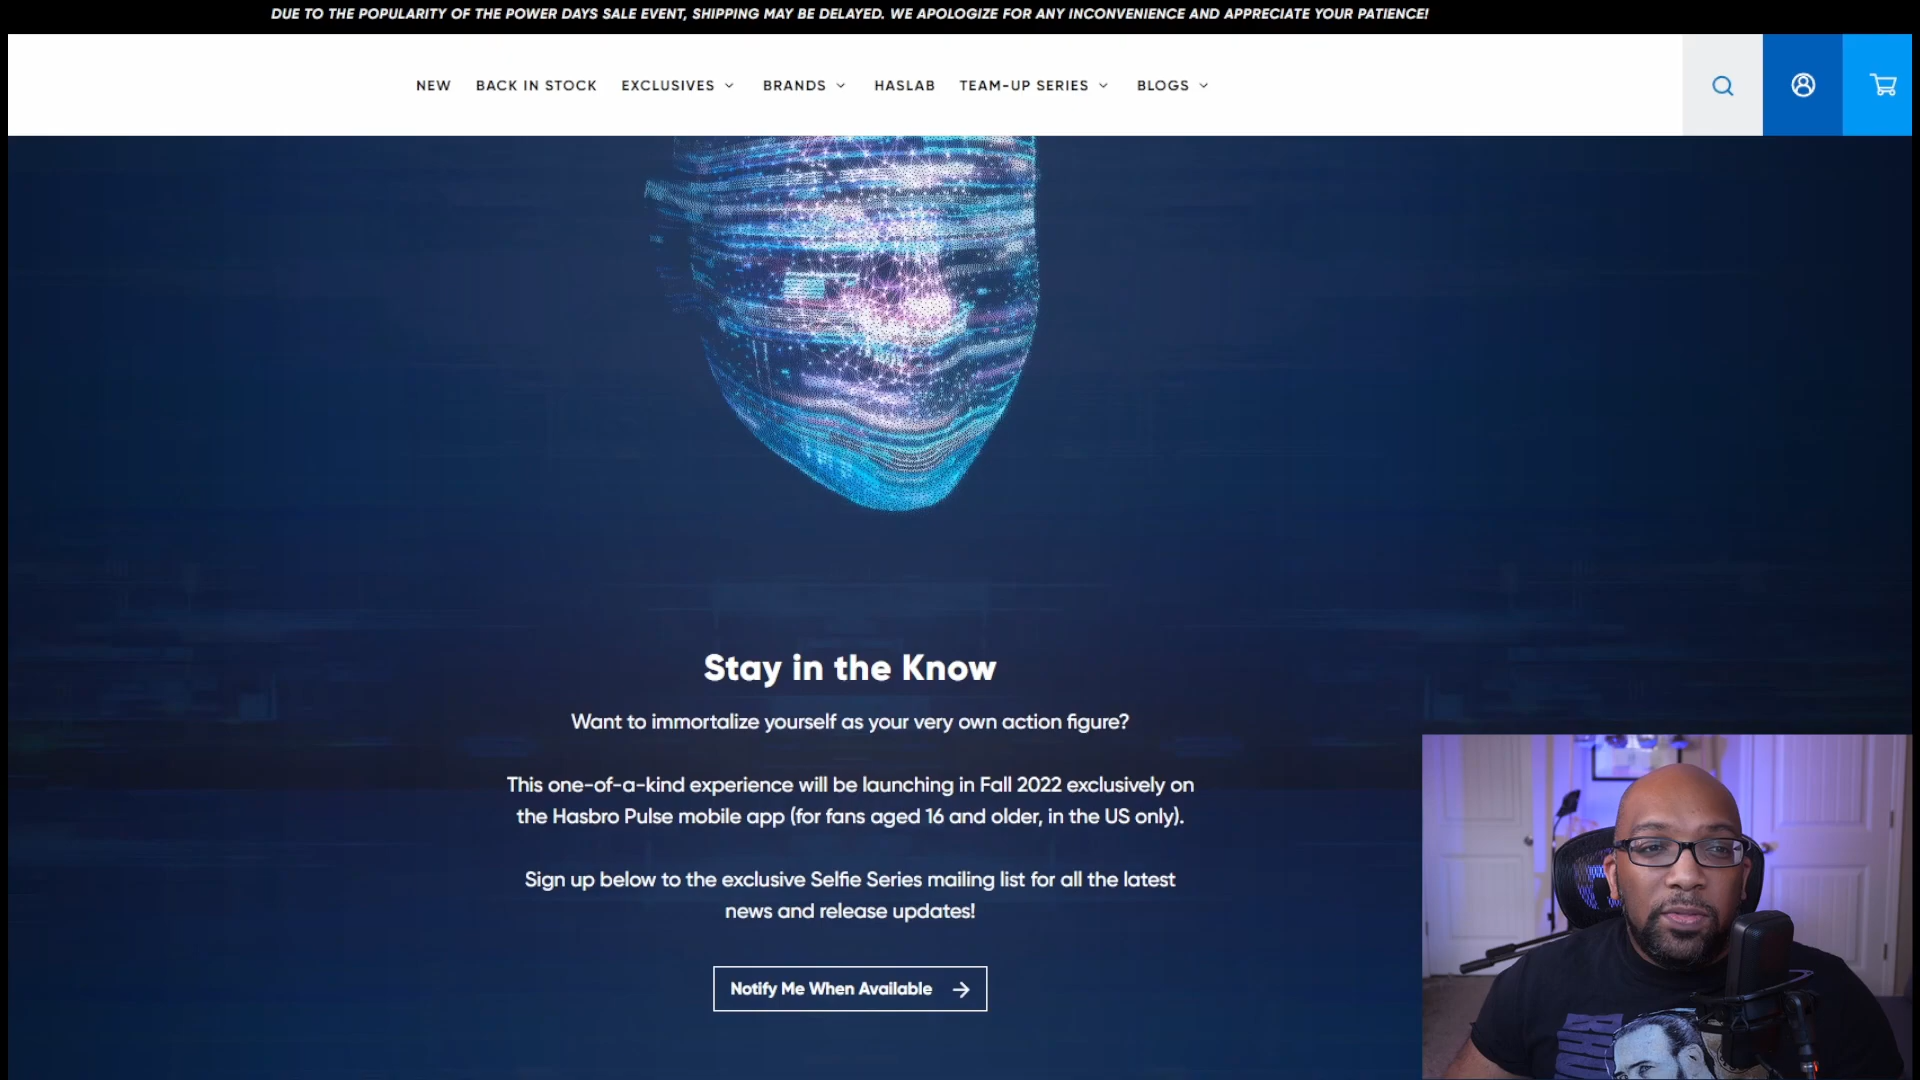 DUE TO THE POPULARITY OF THE POWER DAYS SALE EVENT, SHIPPING MAY BE DELAYED. WE APOLOGIZE FOR ANY INCONVENIENCE AND APPRECIATE YOUR PATIENCE!
NEW BACK IN STOCK EXCLUSIVES BRANDS HASLAB TEAM-UP SERIES BLOGS
Stay in the Know
Want to immortalize yourself as your very own action figure?
This one-of-a-kind experience will be launching in Fall 2022 exclusively on
the Hasbro Pulse mobile app (for fans aged 16 and older, in the US only).
Sign up below to the exclusive Selfie Series mailing list for all the latest
news and release updates!
Notify Me When Available